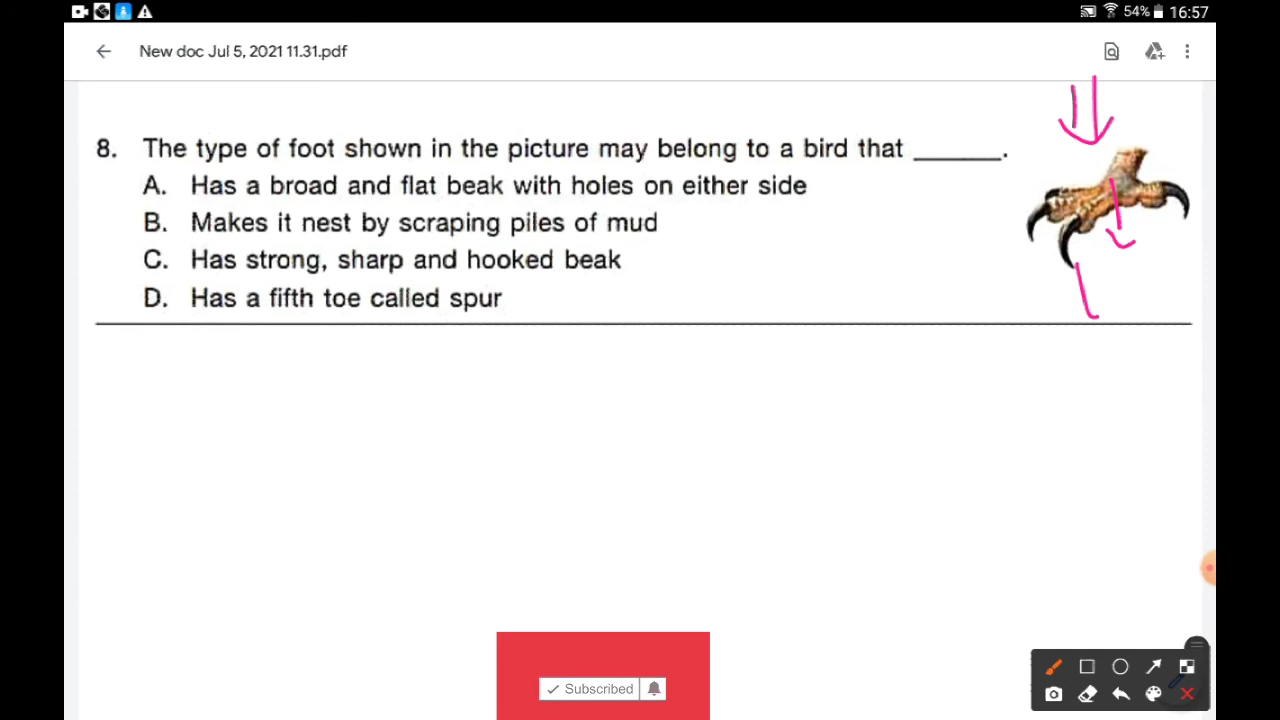 54% 16:57
New doc Jul 5, 2021 11.31.pdf
8. The type of foot shown in the picture may belong to a bird that ______.
A. Has a broad and flat beak with holes on either side
B. Makes it nest by scraping piles of mud
C. Has strong, sharp and hooked beak
D. Has a fifth toe called spur
Subscribed